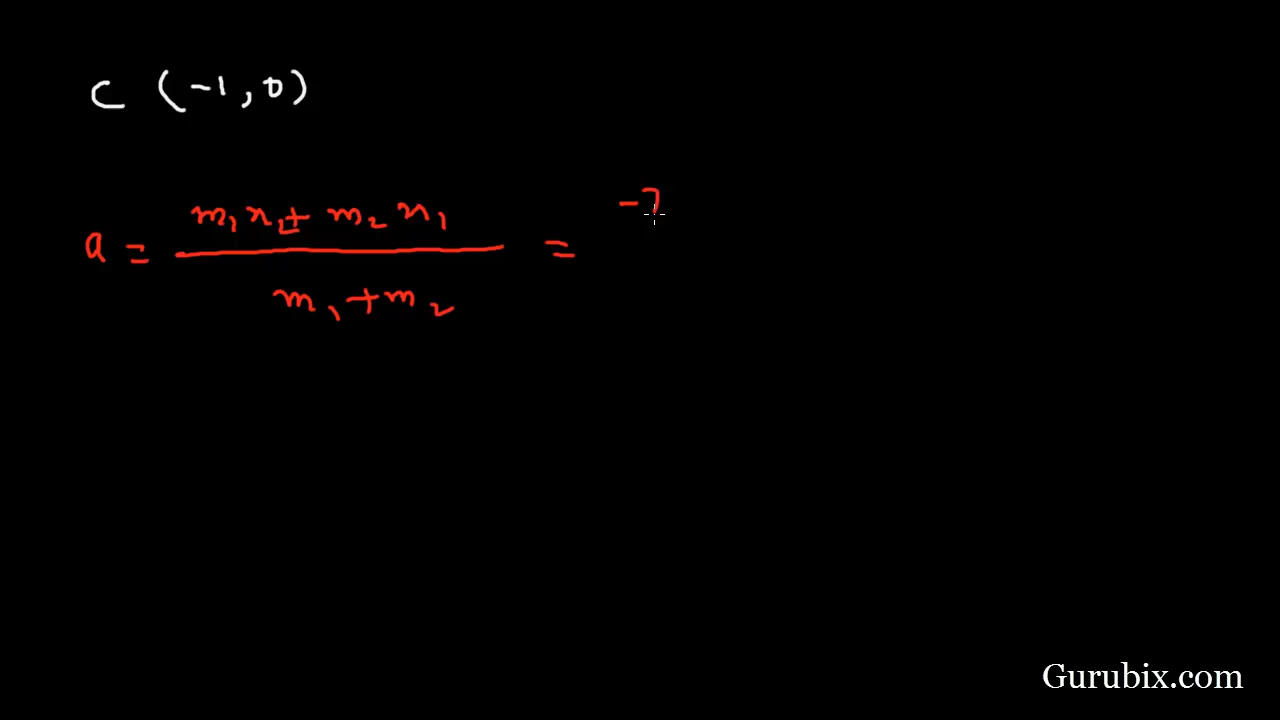 C (-1, 0)
a = m₁x₂ + m₂x₁ / m₁ + m₂ = -7
Gurubix.com